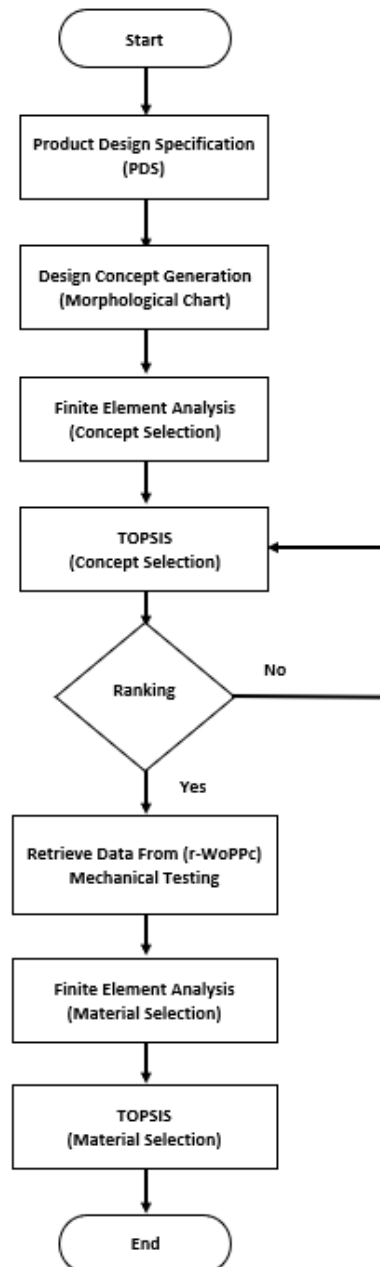 Start
Product Design Specification
(PDS)
Design Concept Generation
(Morphological Chart)
Finite Element Analysis
(Concept Selection)
TOPSIS
(Concept Selection)
Ranking
No
Yes
Retrieve Data From (r-WoPPc)
Mechanical Testing
Finite Element Analysis
(Material Selection)
TOPSIS
(Material Selection)
End